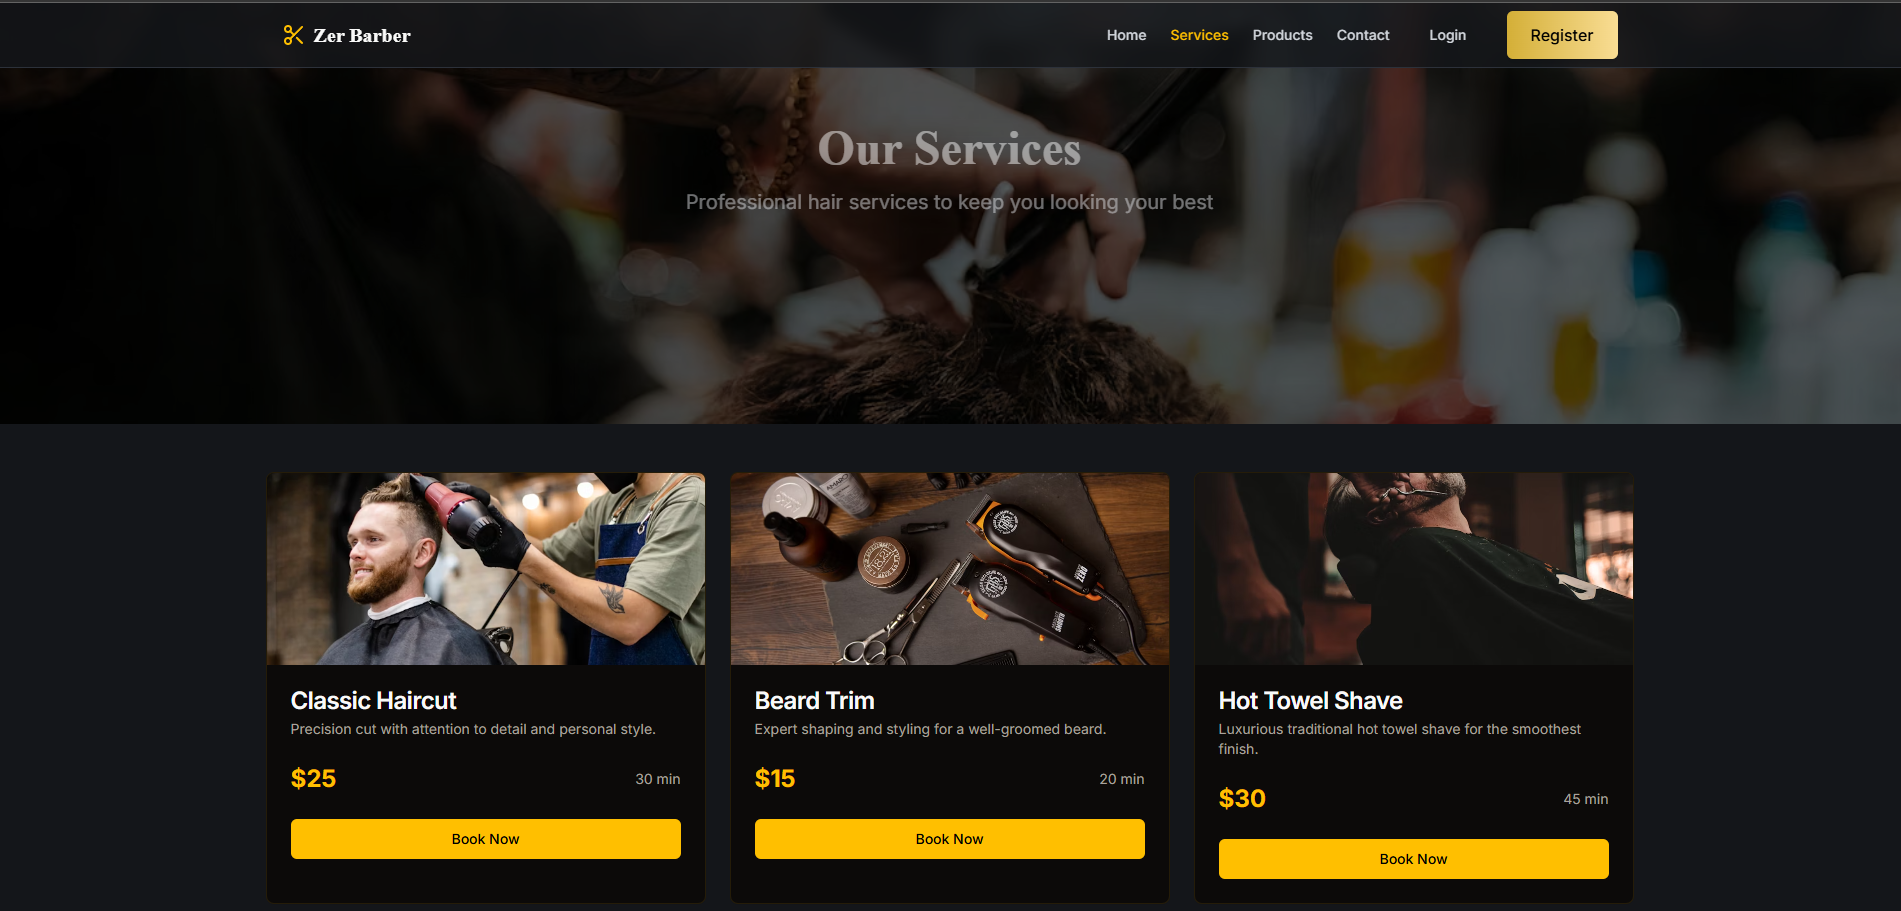 Zer Barber
Home Services Products Contact Login Register
Our Services
Professional hair services to keep you looking your best
Classic Haircut
Precision cut with attention to detail and personal style.
$25 30 min
Book Now
Beard Trim
Expert shaping and styling for a well-groomed beard.
$15 20 min
Book Now
Hot Towel Shave
Luxurious traditional hot towel shave for the smoothest
finish.
$30 45 min
Book Now